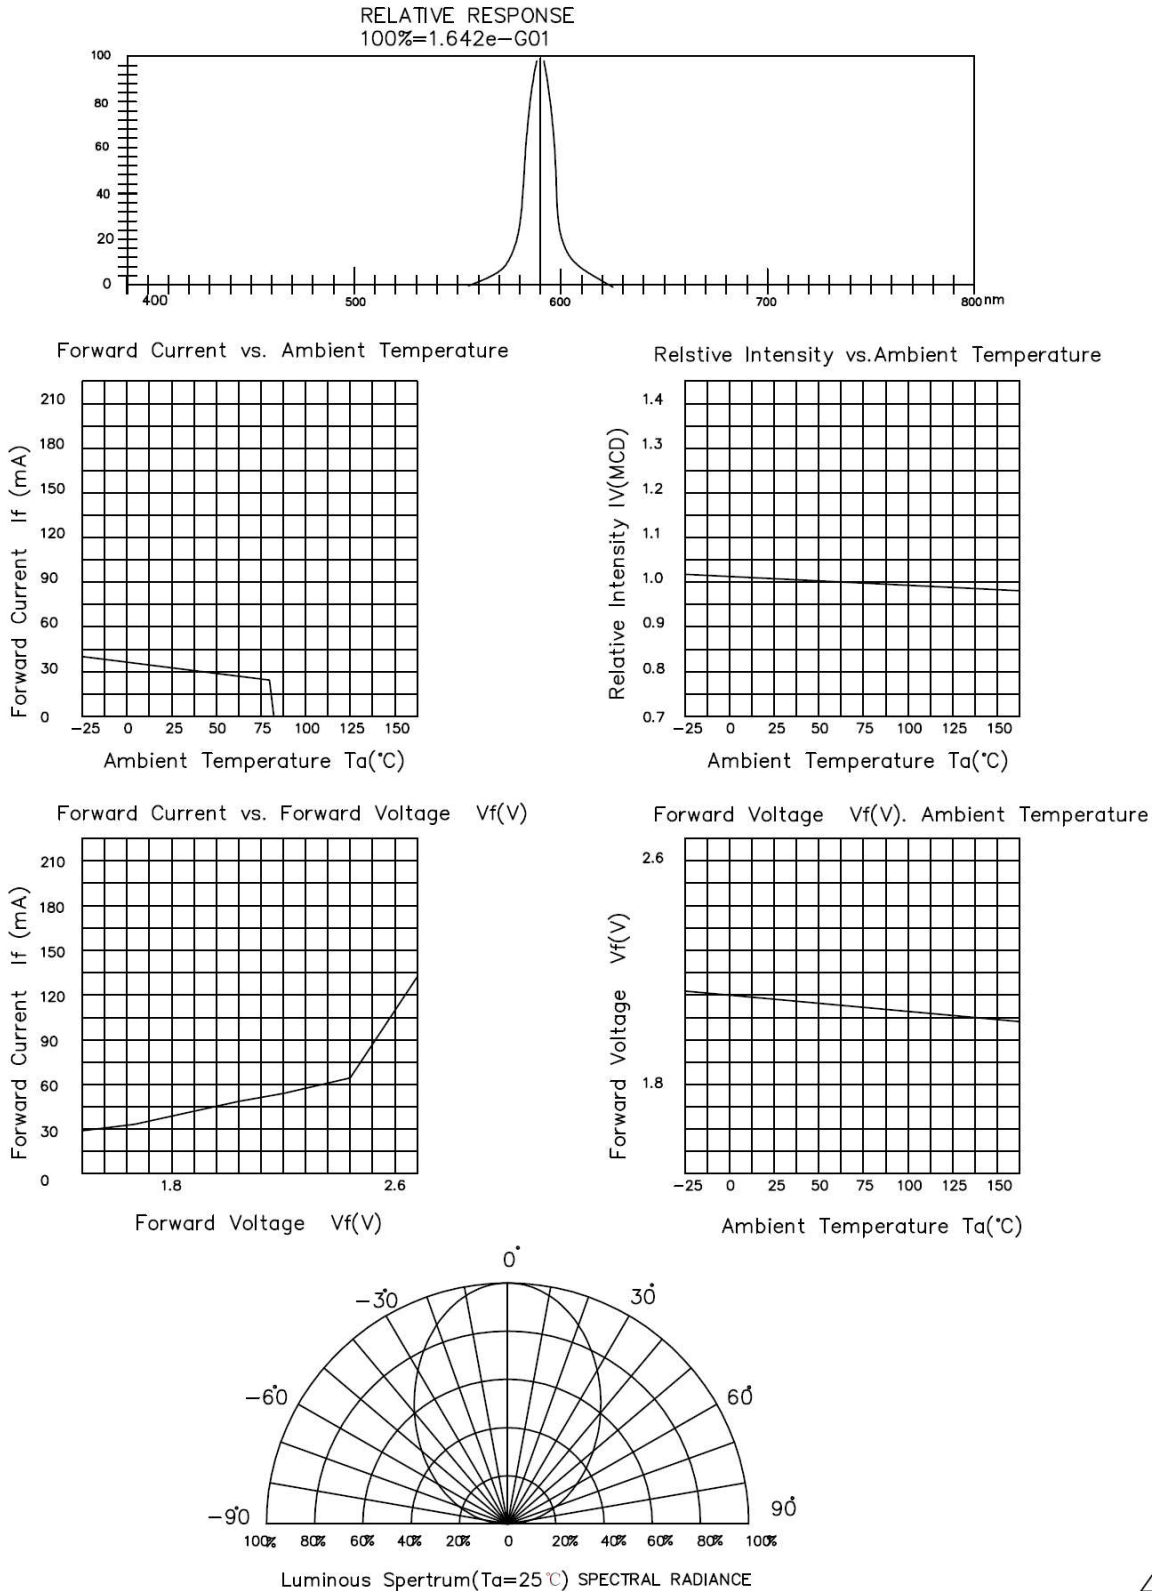 RELATIVE RESPONSE
100%=1.642e-G01
100
80
60
40
20
0
400 500 600 700 800 nm
Forward Current vs. Ambient Temperature
Forward Current If (mA)
210
180
150
120
90
60
30
0
-25 0 25 50 75 100 125 150
Ambient Temperature Ta(°C)
Relstive Intensity vs.Ambient Temperature
Relative Intensity IV(MCD)
1.4
1.3
1.2
1.1
1.0
0.9
0.8
0.7
-25 0 25 50 75 100 125 150
Ambient Temperature Ta(°C)
Forward Current vs. Forward Voltage Vf(V)
Forward Current If (mA)
210
180
150
120
90
60
30
0
1.8 2.6
Forward Voltage Vf(V)
Forward Voltage Vf(V). Ambient Temperature
Forward Voltage Vf(V)
2.6
1.8
-25 0 25 50 75 100 125 150
Ambient Temperature Ta(°C)
0°
-30° 30°
-60° 60°
-90° 90°
100% 80% 60% 40% 20% 0 20% 40% 60% 80% 100%
Luminous Spertrum(Ta=25℃) SPECTRAL RADIANCE